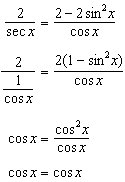 2/sec x = (2 − 2 sin²x)/cos x
2/(1/cos x) = 2(1 − sin²x)/cos x
cos x = cos²x/cos x
cos x = cos x